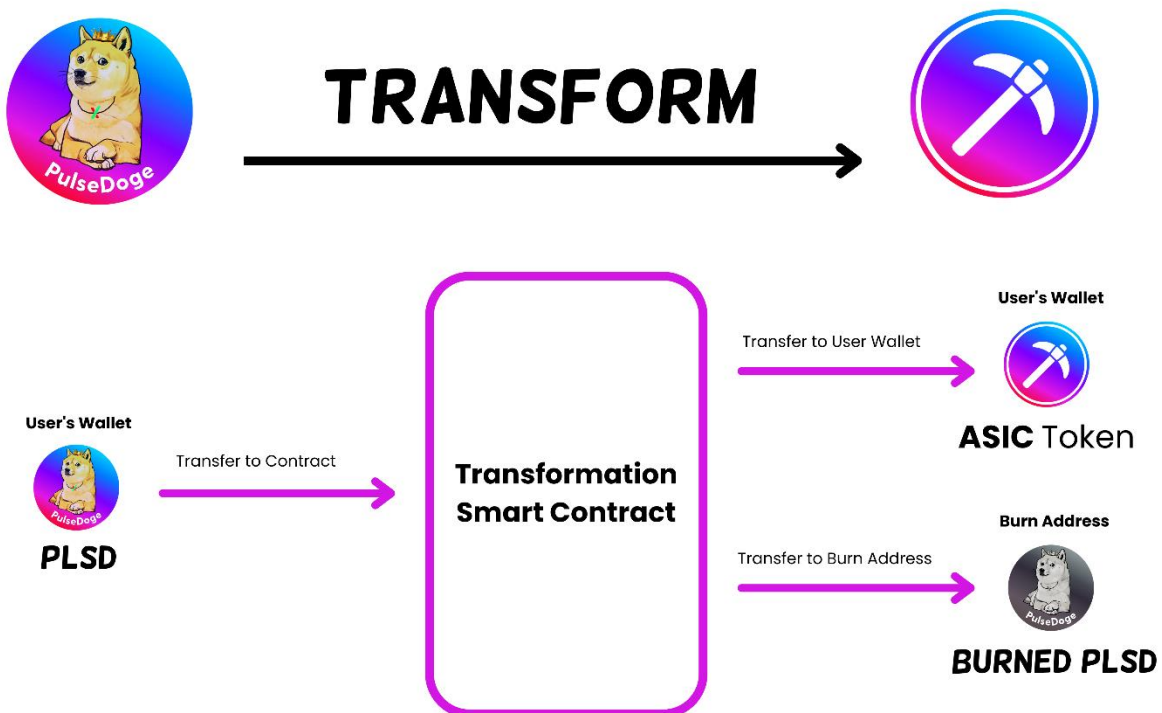 PulseDoge
TRANSFORM
User's Wallet
Transfer to User Wallet
ASIC Token
User's Wallet
PulseDoge
Transfer to Contract
PLSD
Transformation
Smart Contract
Burn Address
Transfer to Burn Address
PulseDoge
BURNED PLSD